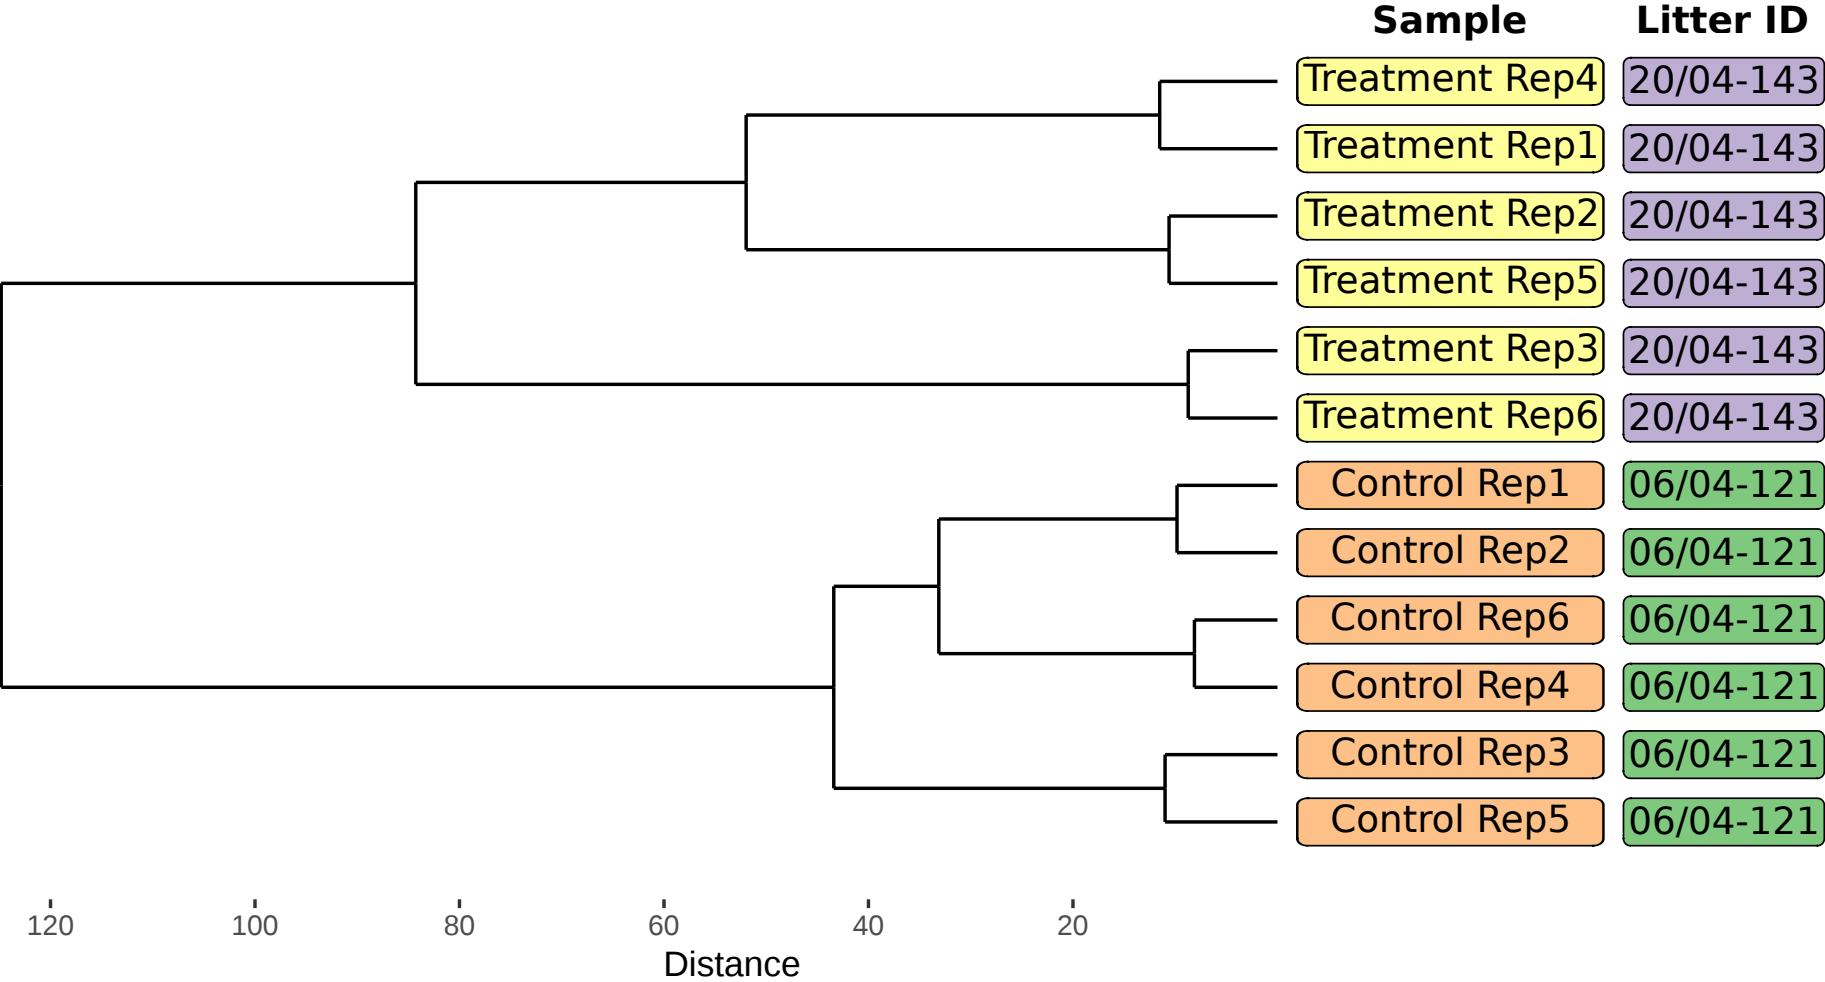 Sample Litter ID
Treatment Rep4 20/04-143
Treatment Rep1 20/04-143
Treatment Rep2 20/04-143
Treatment Rep5 20/04-143
Treatment Rep3 20/04-143
Treatment Rep6 20/04-143
Control Rep1 06/04-121
Control Rep2 06/04-121
Control Rep6 06/04-121
Control Rep4 06/04-121
Control Rep3 06/04-121
Control Rep5 06/04-121
120 100 80 60 40 20
Distance